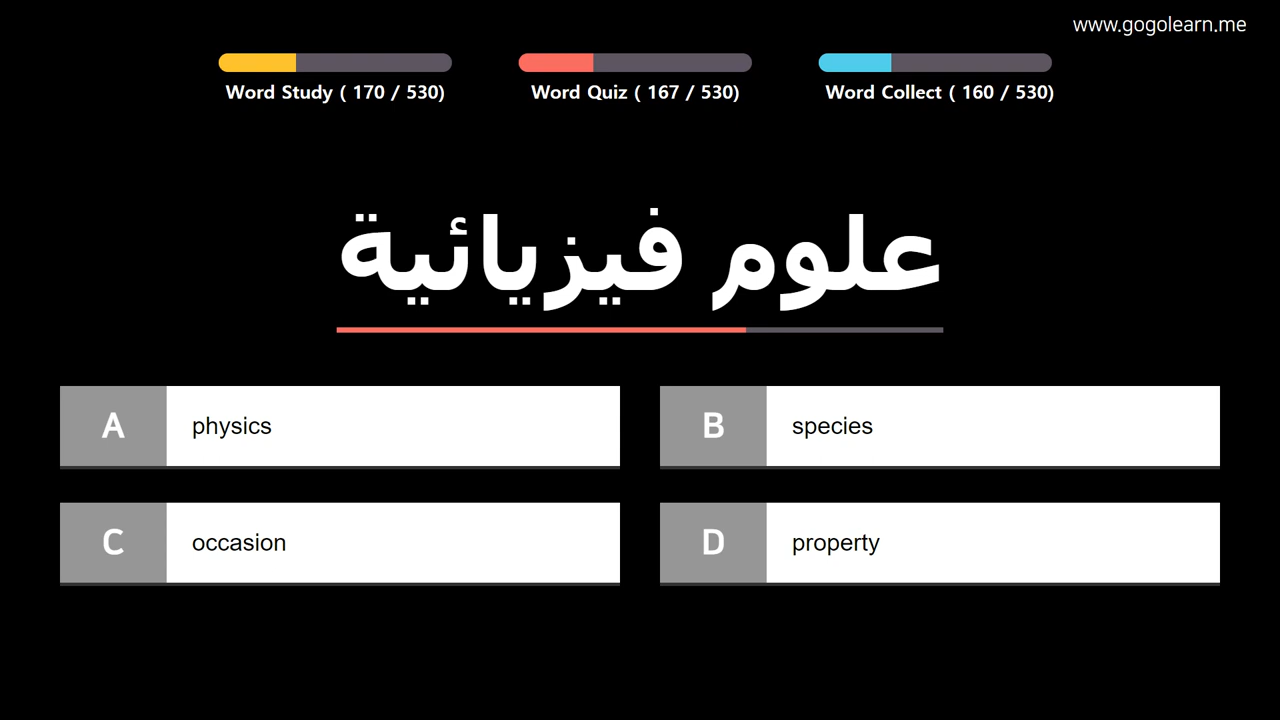 www.gogolearn.me
Word Study ( 170 / 530)
Word Quiz ( 167 / 530)
Word Collect ( 160 / 530)
علوم فيزيائية
A physics
B species
C occasion
D property